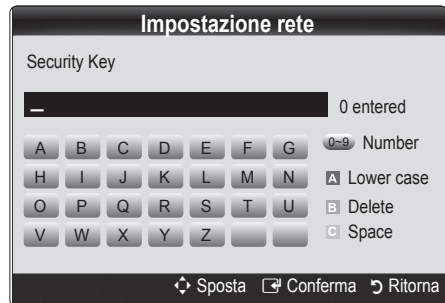 Impostazione rete
Security Key
0 entered
A B C D E F G 0~9 Number
H I J K L M N A Lower case
O P Q R S T U B Delete
V W X Y Z C Space
Sposta Conferma Ritorna